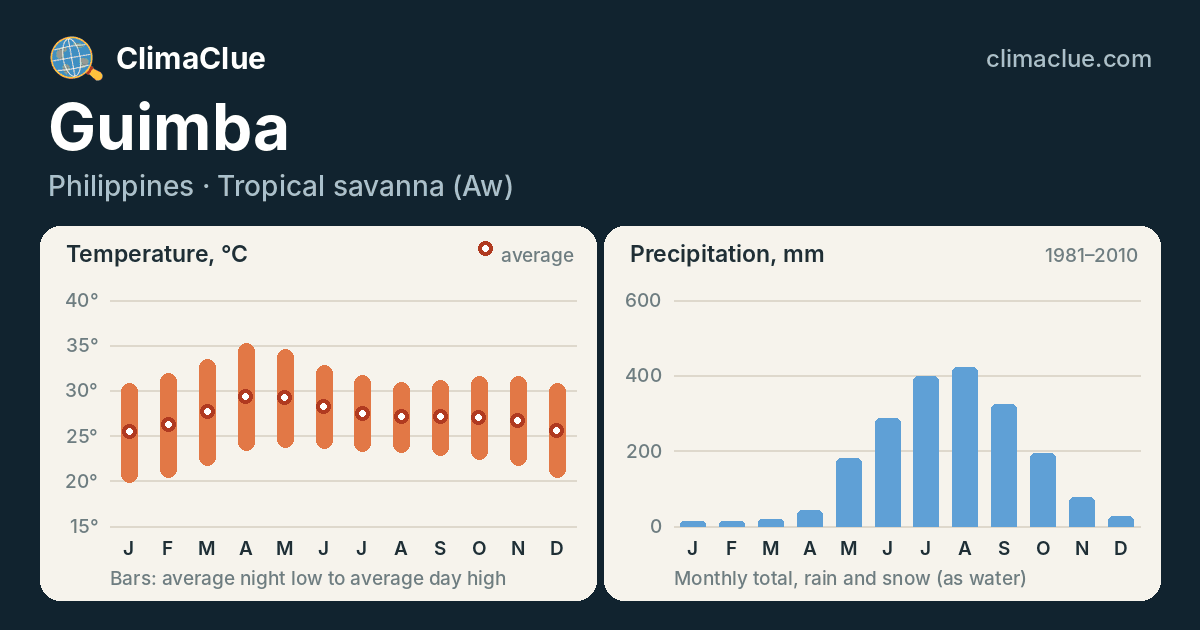 ClimaClue
climaclue.com
Guimba
Philippines · Tropical savanna (Aw)
Temperature, °C
average
40°
35°
30°
25°
20°
15°
J F M A M J J A S O N D
Bars: average night low to average day high
Precipitation, mm
1981–2010
600
400
200
0
J F M A M J J A S O N D
Monthly total, rain and snow (as water)